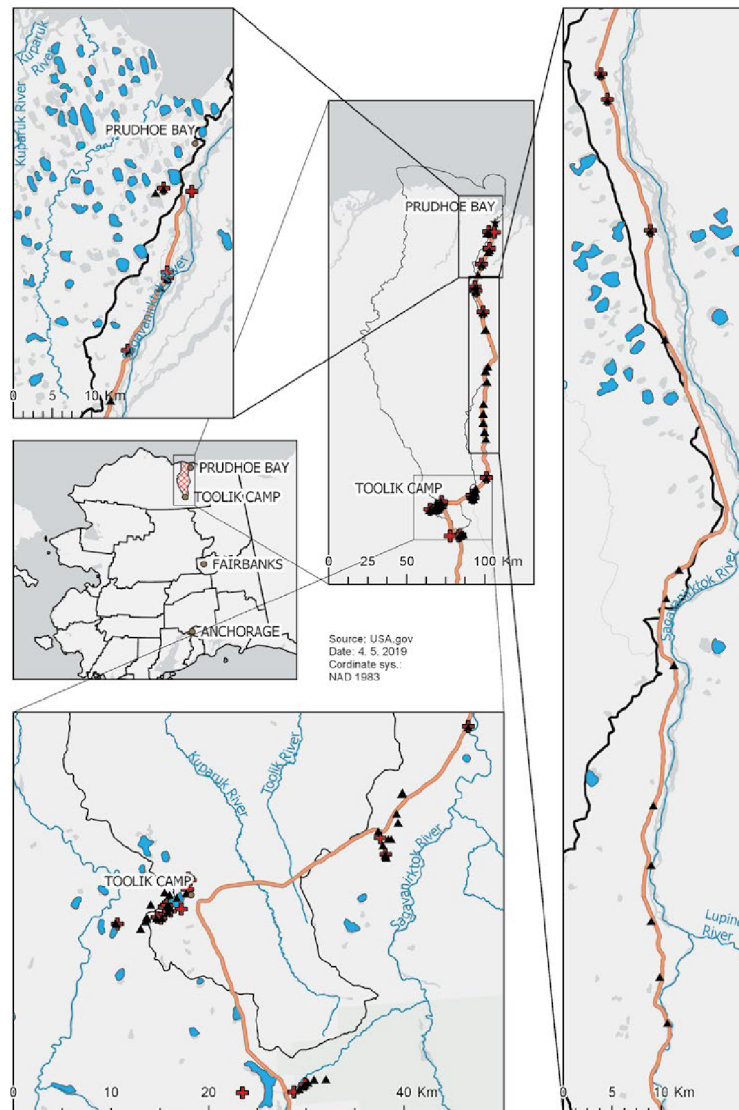 Kuparuk River
Kuparuk
River
PRUDHOE BAY
Sagavanirktok River
0 5 10 Km
PRUDHOE BAY
TOOLIK CAMP
0 25 50 100 Km
PRUDHOE BAY
TOOLIK CAMP
FAIRBANKS
ANCHORAGE
Source: USA.gov
Date: 4. 5. 2019
Cordinate sys.:
NAD 1983
Kuparuk River
Toolik River
Sagavanirktok River
TOOLIK CAMP
0 10 20 40 Km
Sagavanirktok River
Lupine
River
0 5 10 Km